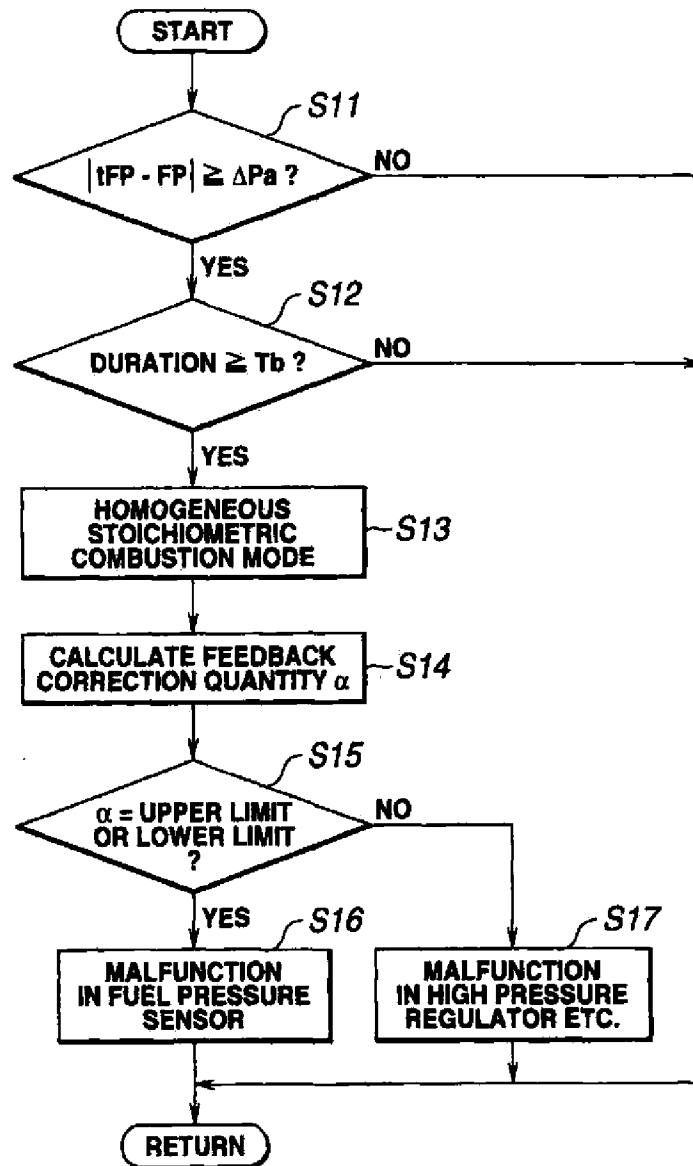 START
S11
|tFP - FP| ≧ ΔPa ?
NO
YES
S12
DURATION ≧ Tb ?
NO
YES
HOMOGENEOUS
STOICHIOMETRIC
COMBUSTION MODE
S13
CALCULATE FEEDBACK
CORRECTION QUANTITY α
S14
S15
α = UPPER LIMIT
OR LOWER LIMIT
?
NO
YES
S16
MALFUNCTION
IN FUEL PRESSURE
SENSOR
S17
MALFUNCTION
IN HIGH PRESSURE
REGULATOR ETC.
RETURN